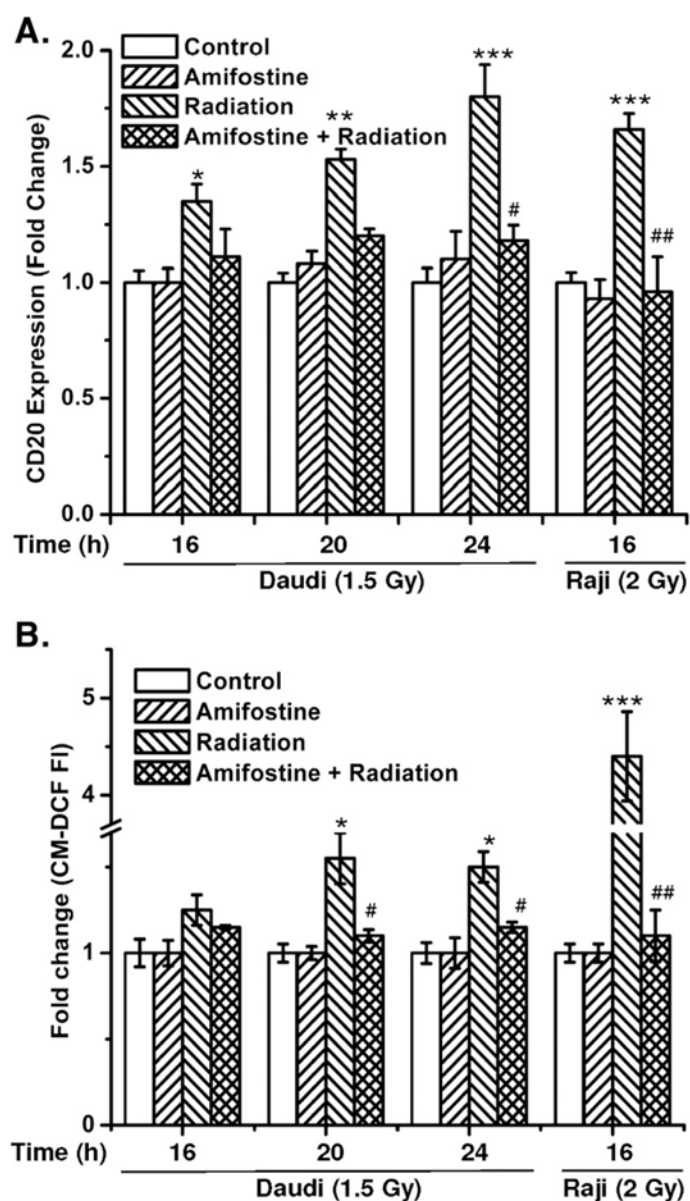 A.
Control
Amifostine
Radiation
Amifostine + Radiation
CD20 Expression (Fold Change)
2.0
1.5
1.0
0.5
0.0
*
**
***
#
***
##
Time (h) 16 20 24 16
Daudi (1.5 Gy) Raji (2 Gy)
B.
Control
Amifostine
Radiation
Amifostine + Radiation
Fold change (CM-DCF FI)
5
4
1
0
*
#
*
#
***
##
Time (h) 16 20 24 16
Daudi (1.5 Gy) Raji (2 Gy)